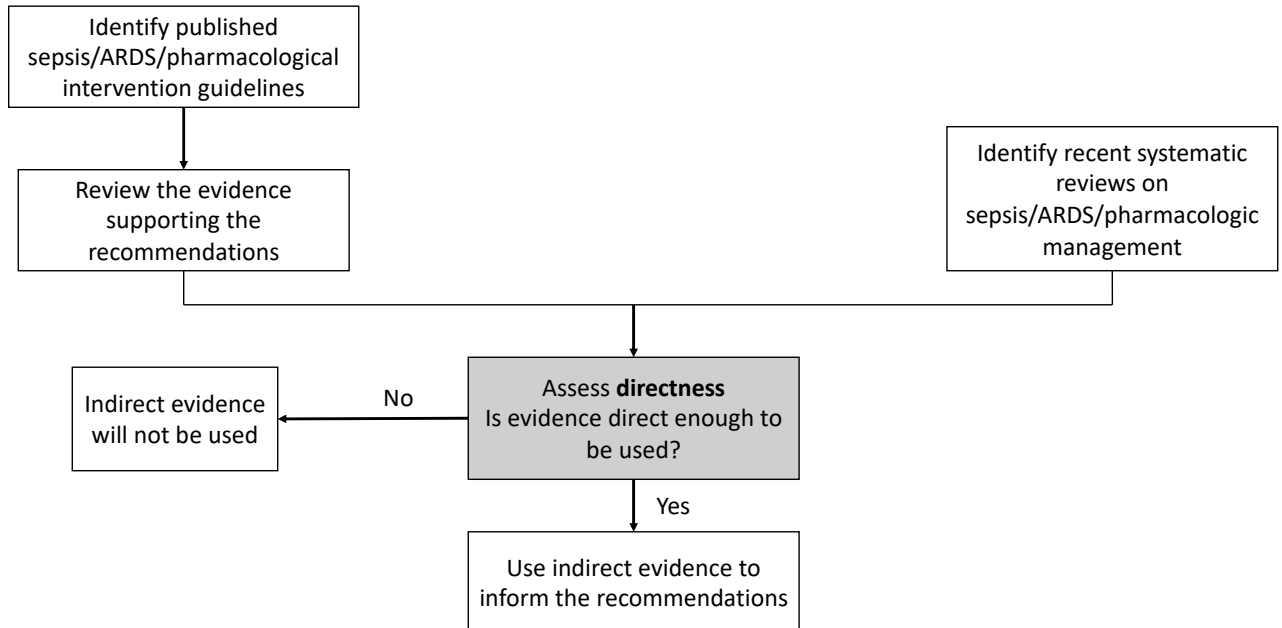 Identify published
sepsis/ARDS/pharmacological
intervention guidelines
Review the evidence
supporting the
recommendations
Identify recent systematic
reviews on
sepsis/ARDS/pharmacologic
management
Assess directness
Is evidence direct enough to
be used?
No
Indirect evidence
will not be used
Yes
Use indirect evidence to
inform the recommendations